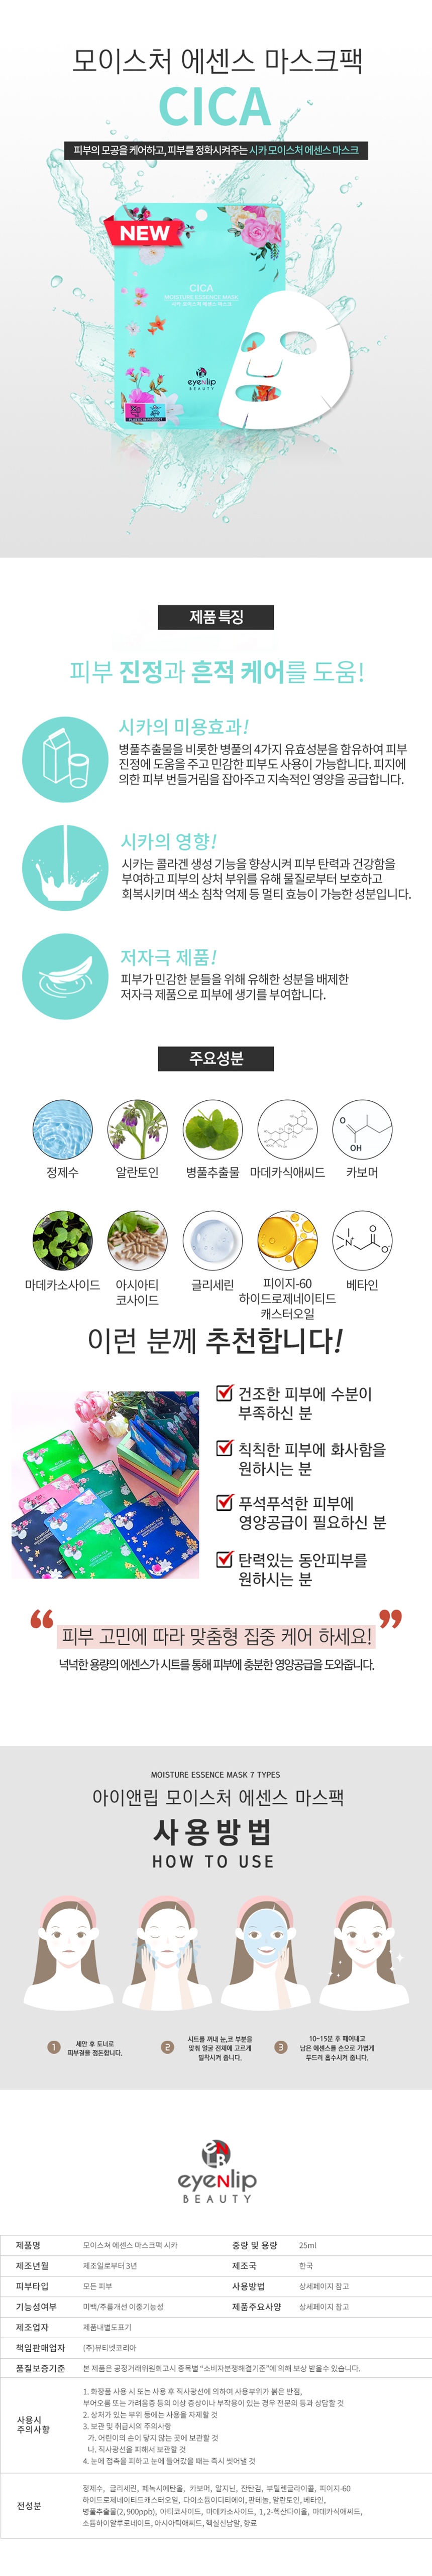 모이스처 에센스 마스크팩
CICA
피부의 모공을 케어하고, 피부를 정화시켜주는 시카 모이스처 에센스 마스크
NEW
CICA
MOISTURE ESSENCE MASK
시카 모이스처 에센스 마스크
eyenlip
BEAUTY
제품 특징
피부 진정과 흔적 케어를 도움!
시카의 미용효과!
병풀추출물을 비롯한 병풀의 4가지 유효성분을 함유하여 피부
진정에 도움을 주고 민감한 피부도 사용이 가능합니다. 피지에
의한 피부 번들거림을 잡아주고 지속적인 영양을 공급합니다.
시카의 영향!
시카는 콜라겐 생성 기능을 향상시켜 피부 탄력과 건강함을
부여하고 피부의 상처 부위를 유해 물질로부터 보호하고
회복시키며 색소 침착 억제 등 멀티 효능이 가능한 성분입니다.
저자극 제품!
피부가 민감한 분들을 위해 유해한 성분을 배제한
저자극 제품으로 피부에 생기를 부여합니다.
주요성분
O
OH
정제수 알란토인 병풀추출물 마데카식애씨드 카보머
N O O
마데카소사이드 아시아티 글리세린 피이지-60 베타인
코사이드 하이드로제네이티드
캐스터오일
이런 분께 추천합니다!
건조한 피부에 수분이
부족하신 분
칙칙한 피부에 화사함을
원하시는 분
푸석푸석한 피부에
영양공급이 필요하신 분
탄력있는 동안피부를
원하시는 분
“ 피부 고민에 따라 맞춤형 집중 케어 하세요! ”
넉넉한 용량의 에센스가 시트를 통해 피부에 충분한 영양공급을 도와줍니다.
MOISTURE ESSENCE MASK 7 TYPES
아이앤립 모이스처 에센스 마스팩
사용방법
HOW TO USE
1 세안 후 토너로
피부결을 정돈합니다.
2 시트를 꺼내 눈,코 부분을
맞춰 얼굴 전체에 고르게
밀착시켜 줍니다.
3 10~15분 후 떼어내고
남은 에센스를 손으로 가볍게
두드려 흡수시켜 줍니다.
ENLB
eyenlip
BEAUTY
제품명 모이스처 에센스 마스크팩 시카 중량 및 용량 25ml
제조년월 제조일로부터 3년 제조국 한국
피부타입 모든 피부 사용방법 상세페이지 참고
기능성여부 미백/주름개선 이중기능성 제품주요사양 상세페이지 참고
제조업자 제품내별도표기
책임판매업자 (주)뷰티넷코리아
품질보증기준 본 제품은 공정거래위원회고시 종목별 “소비자분쟁해결기준”에 의해 보상 받을수 있습니다.
사용시
주의사항
1. 화장품 사용 시 또는 사용 후 직사광선에 의하여 사용부위가 붉은 반점,
부어오름 또는 가려움증 등의 이상 증상이나 부작용이 있는 경우 전문의 등과 상담할 것
2. 상처가 있는 부위 등에는 사용을 자제할 것
3. 보관 및 취급시의 주의사항
가. 어린이의 손이 닿지 않는 곳에 보관할 것
나. 직사광선을 피해서 보관할 것
4. 눈에 접촉을 피하고 눈에 들어갔을 때는 즉시 씻어낼 것
전성분
정제수, 글리세린, 페녹시에탄올, 카보머, 알지닌, 잔탄검, 부틸렌글라이콜, 피이지-60
하이드로제네이티드캐스터오일, 다이소듐이디티에이, 판테놀, 알란토인, 베타인,
병풀추출물(2,900ppb), 아티코사이드, 마데카소사이드, 1, 2-헥산다이올, 마데카식애씨드,
소듐하이알루로네이트, 아시아틱애씨드, 헥실신남알, 향료